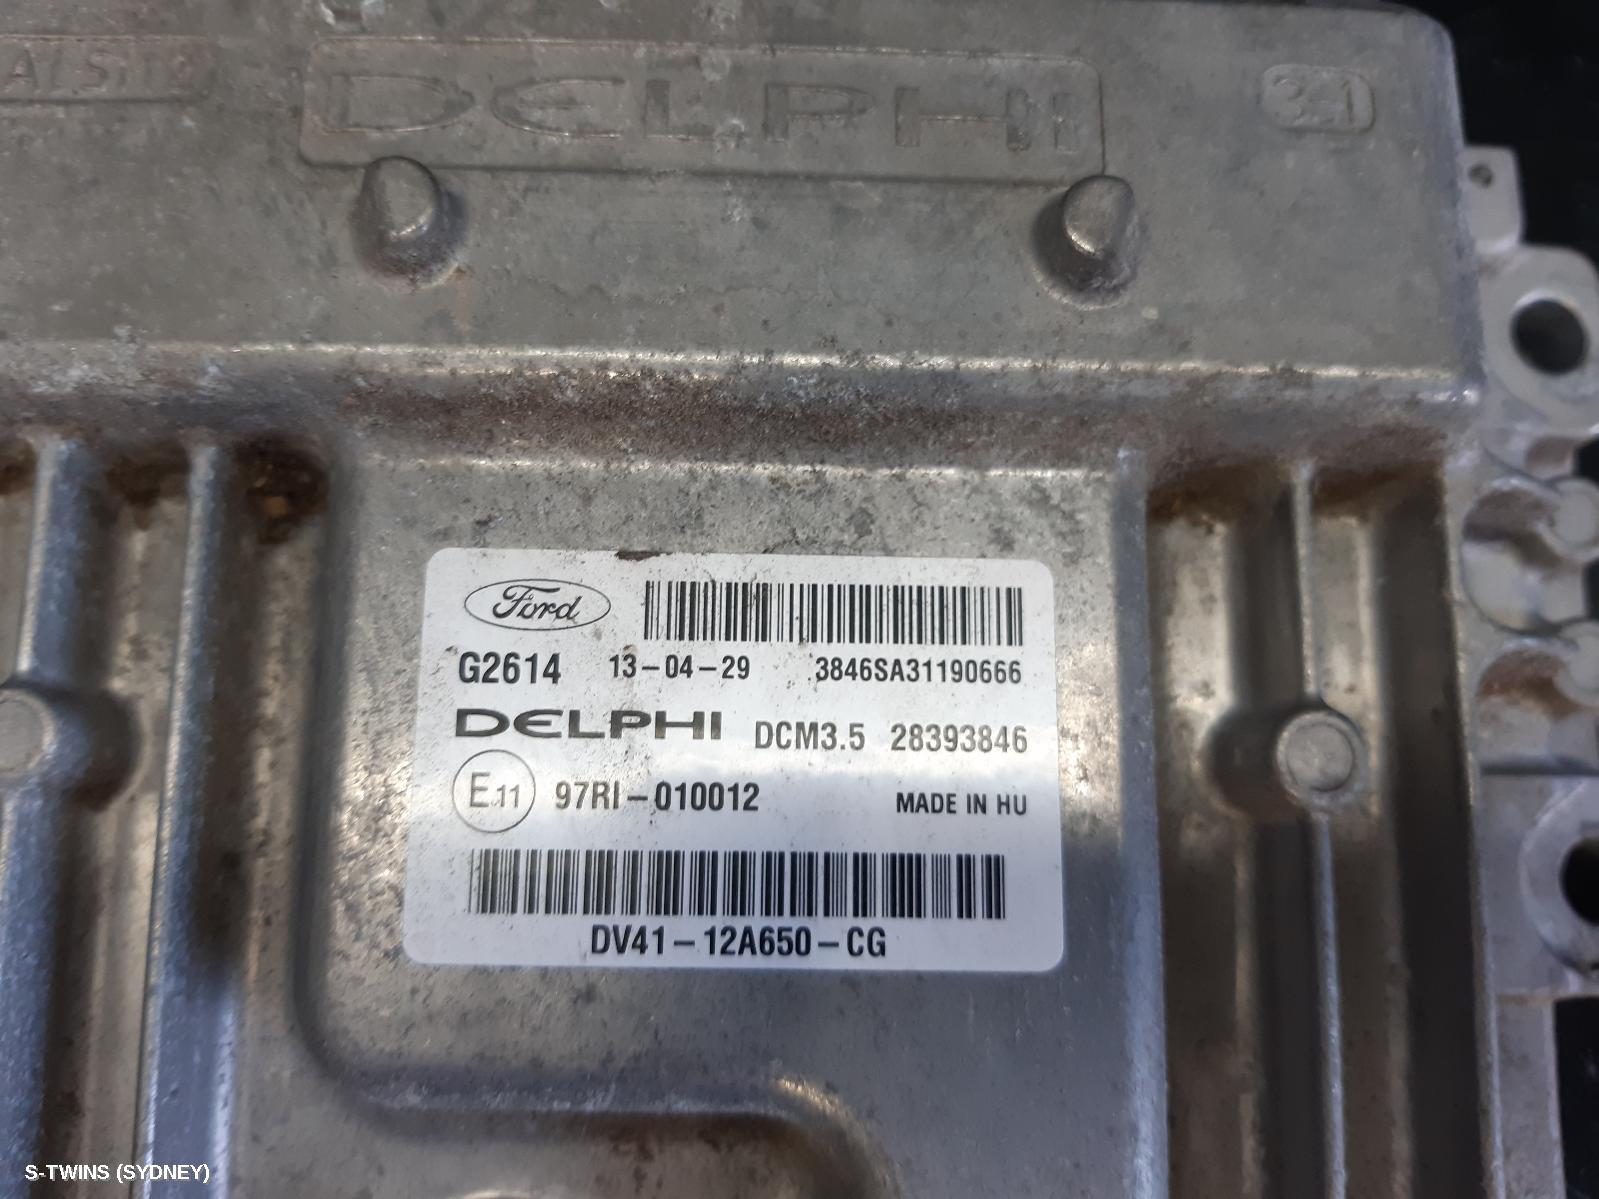 DELPHI
3-1
Ford
G2614 13-04-29 3846SA31190666
DELPHI DCM3.5 28393846
E11 97RI-010012 MADE IN HU
DV41-12A650-CG
S-TWINS (SYDNEY)